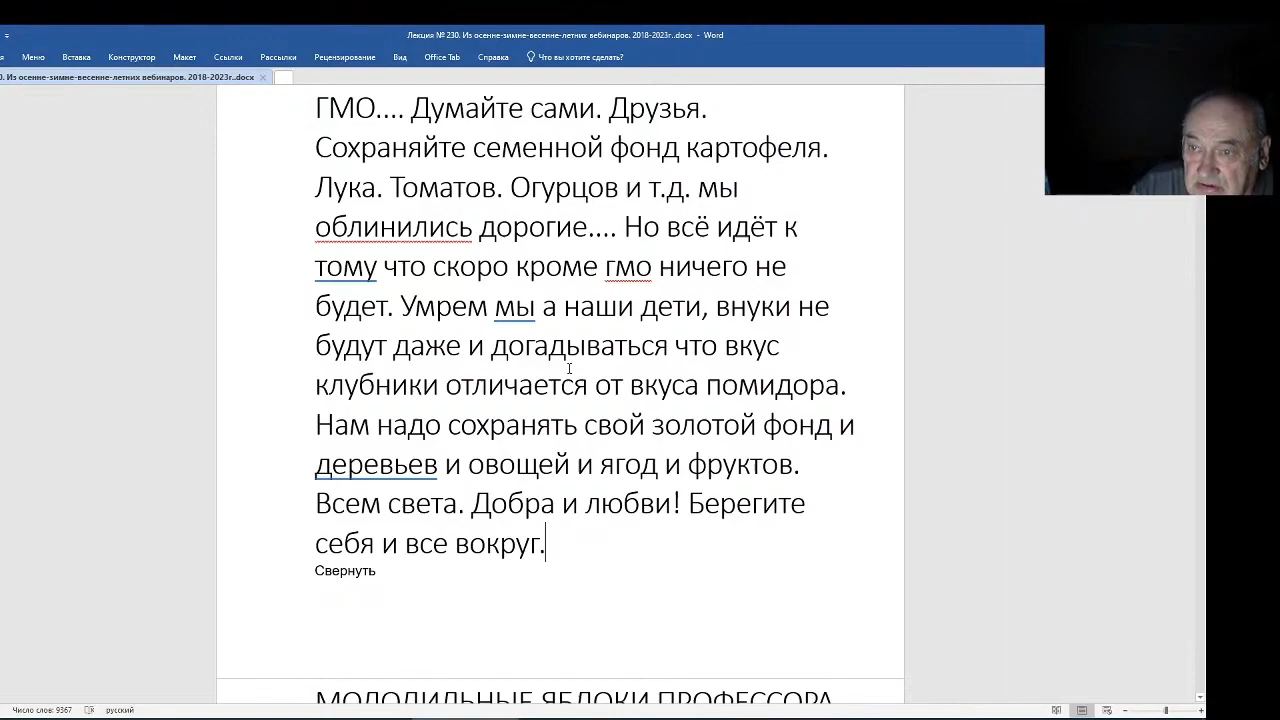 Лекция № 230. Из осенне-зимне-весенне-летних вебинаров. 2018-2023г..docx - Word
Меню Вставка Конструктор Макет Ссылки Рассылки Рецензирование Вид Office Tab Справка Что вы хотите сделать?
0. Из осенне-зимне-весенне-летних вебинаров. 2018-2023г..docx
ГМО.... Думайте сами. Друзья.
Сохраняйте семенной фонд картофеля.
Лука. Томатов. Огурцов и т.д. мы
облинились дорогие.... Но всё идёт к
тому что скоро кроме гмо ничего не
будет. Умрем мы а наши дети, внуки не
будут даже и догадываться что вкус
клубники отличается от вкуса помидора.
Нам надо сохранять свой золотой фонд и
деревьев и овощей и ягод и фруктов.
Всем света. Добра и любви! Берегите
себя и все вокруг.
Свернуть
МОЛОДИЛЬНЫЕ ЯБЛОКИ ПРОФЕССОРА
Число слов: 9367 русский